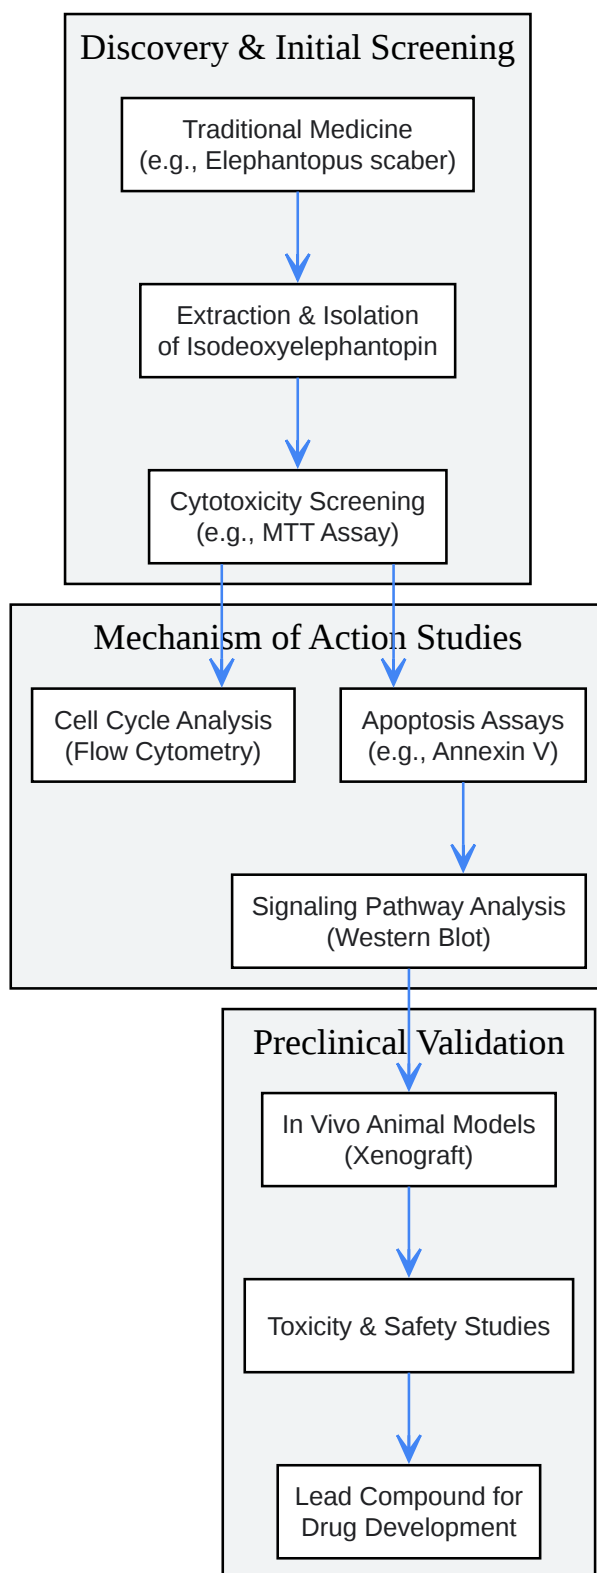 Discovery & Initial Screening
Traditional Medicine
(e.g., Elephantopus scaber)
Extraction & Isolation
of Isodeoxyelephantopin
Cytotoxicity Screening
(e.g., MTT Assay)
Mechanism of Action Studies
Cell Cycle Analysis
(Flow Cytometry)
Apoptosis Assays
(e.g., Annexin V)
Signaling Pathway Analysis
(Western Blot)
Preclinical Validation
In Vivo Animal Models
(Xenograft)
Toxicity & Safety Studies
Lead Compound for
Drug Development